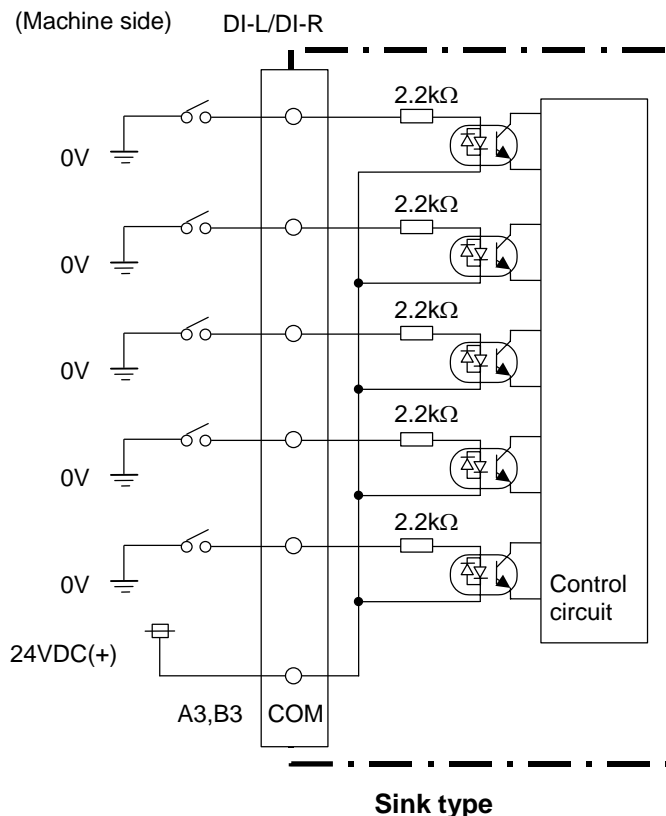 (Machine side) DI-L/DI-R
2.2kΩ
0V
2.2kΩ
0V
2.2kΩ
0V
2.2kΩ
0V
2.2kΩ
0V
Control
circuit
24VDC(+)
A3,B3 COM
Sink type